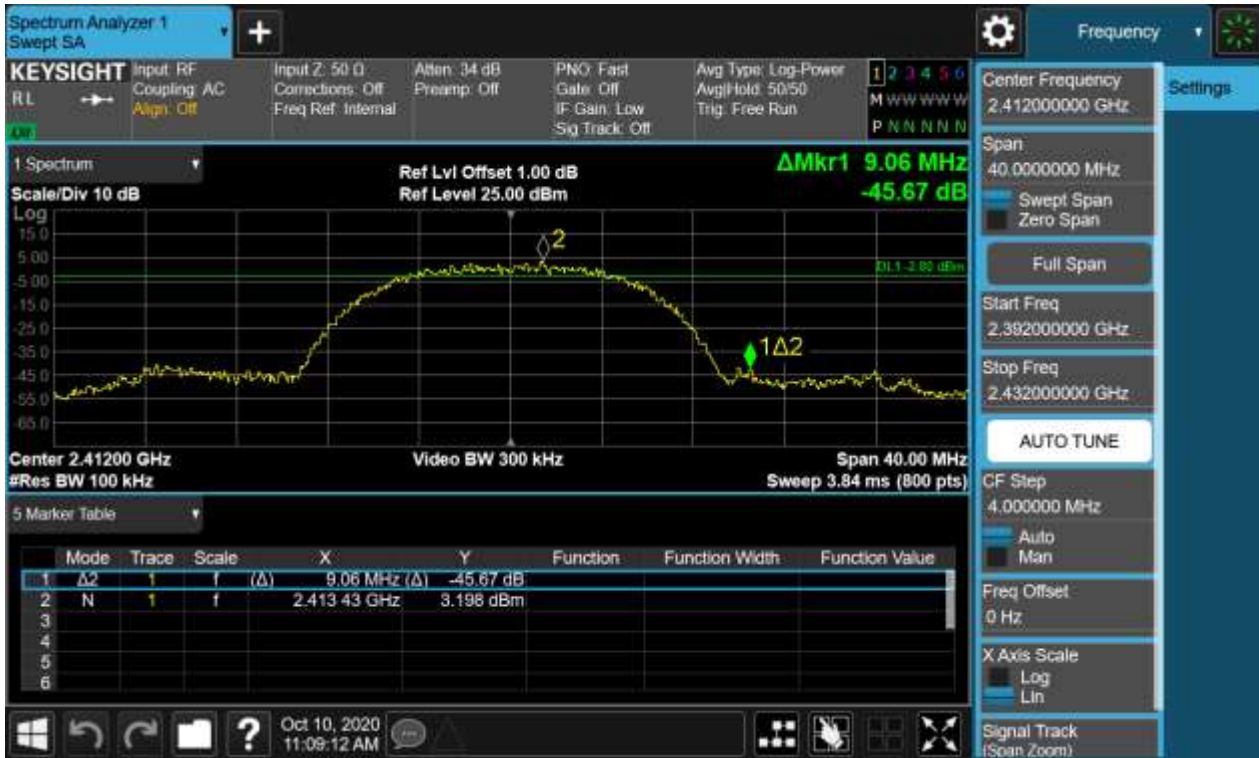 Spectrum Analyzer 1
Swept SA
+
Frequency
KEYSIGHT
RL
Input: RF
Coupling: AC
Align: Off
Input Z: 50 Ω
Corrections: Off
Freq Ref: Internal
Atten: 34 dB
Preamp: Off
PNO: Fast
Gate: Off
IF Gain: Low
Sig Track: Off
Avg Type: Log-Power
Avg|Hold: 50/50
Trig: Free Run
1 2 3 4 5 6
M W W W W W
P N N N N N
1 Spectrum
Scale/Div 10 dB
Ref Lvl Offset 1.00 dB
Ref Level 25.00 dBm
ΔMkr1 9.06 MHz
-45.67 dB
Log
15.0
5.00
-5.00
-15.0
-25.0
-35.0
-45.0
-55.0
-65.0
2
1Δ2
DL1 -2.80 dBm
Center 2.41200 GHz
#Res BW 100 kHz
Video BW 300 kHz
Span 40.00 MHz
Sweep 3.84 ms (800 pts)
5 Marker Table
Mode Trace Scale X Y Function Function Width Function Value
1 Δ2 1 f (Δ) 9.06 MHz (Δ) -45.67 dB
2 N 1 f 2.413 43 GHz 3.198 dBm
3
4
5
6
Oct 10, 2020
11:09:12 AM
?
Center Frequency
2.412000000 GHz
Settings
Span
40.0000000 MHz
Swept Span
Zero Span
Full Span
Start Freq
2.392000000 GHz
Stop Freq
2.432000000 GHz
AUTO TUNE
CF Step
4.000000 MHz
Auto
Man
Freq Offset
0 Hz
X Axis Scale
Log
Lin
Signal Track
(Span Zoom)